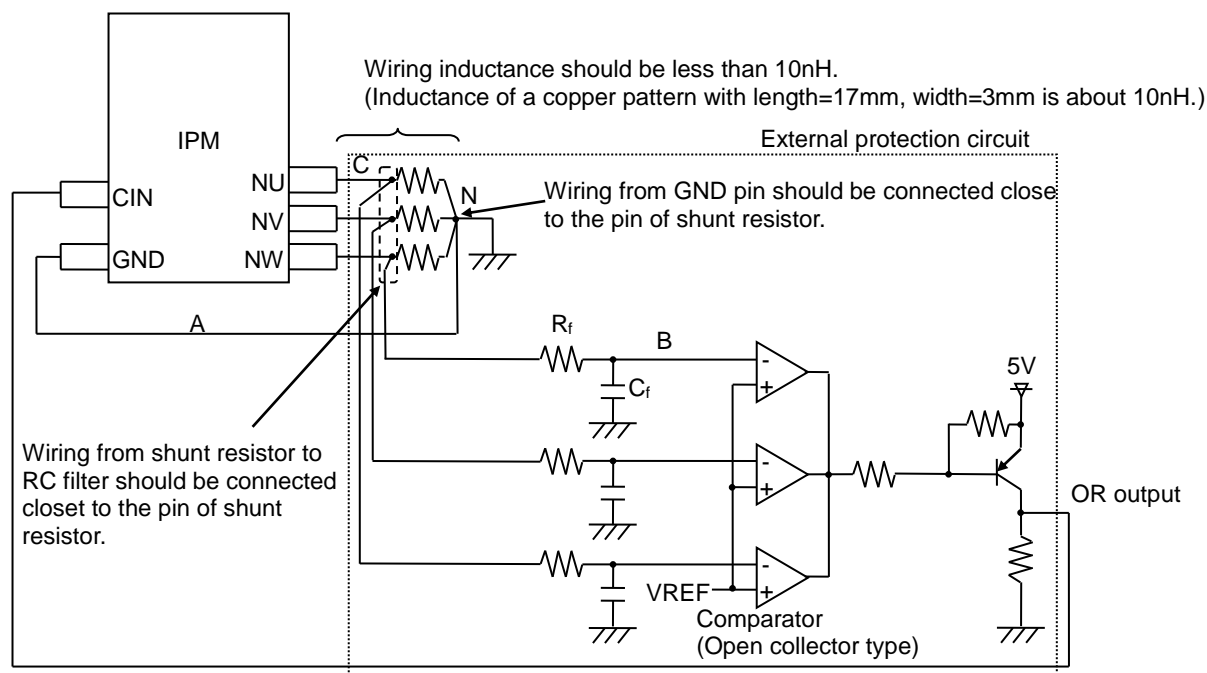 Wiring inductance should be less than 10nH.
(Inductance of a copper pattern with length=17mm, width=3mm is about 10nH.)
External protection circuit
IPM
C
NU
N
Wiring from GND pin should be connected close
to the pin of shunt resistor.
CIN
NV
GND
NW
A
Rf
B
-
+
5V
Cf
Wiring from shunt resistor to
RC filter should be connected
closet to the pin of shunt
resistor.
-
+
OR output
-
VREF
+
Comparator
(Open collector type)